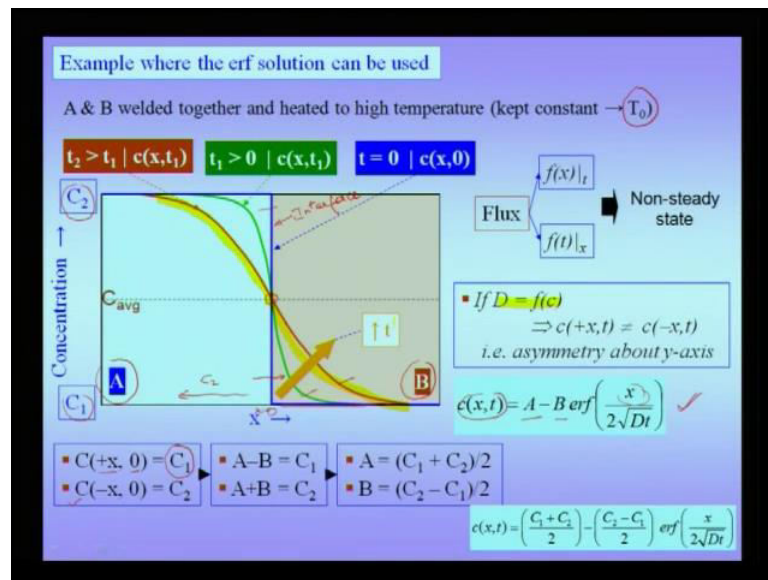 Example where the erf solution can be used
A & B welded together and heated to high temperature (kept constant → T₀)
t₂ > t₁ | c(x,t₁)
t₁ > 0 | c(x,t₁)
t = 0 | c(x,0)
f(x)|ₜ
Flux
f(t)|ₓ
Non-steady
state
C₂
Interface
Concentration →
C_avg
↑ t
A
B
C₂
C₁
x →
▪ If D = f(c)
⇒ c(+x,t) ≠ c(−x,t)
i.e. asymmetry about y-axis
c(x,t) = A − B erf(x / 2√Dt)
▪ C(+x, 0) = C₁
▪ C(−x, 0) = C₂
▪ A−B = C₁
▪ A+B = C₂
▪ A = (C₁ + C₂)/2
▪ B = (C₂ − C₁)/2
c(x,t) = ((C₁ + C₂) / 2) − ((C₂ − C₁) / 2) erf(x / 2√Dt)